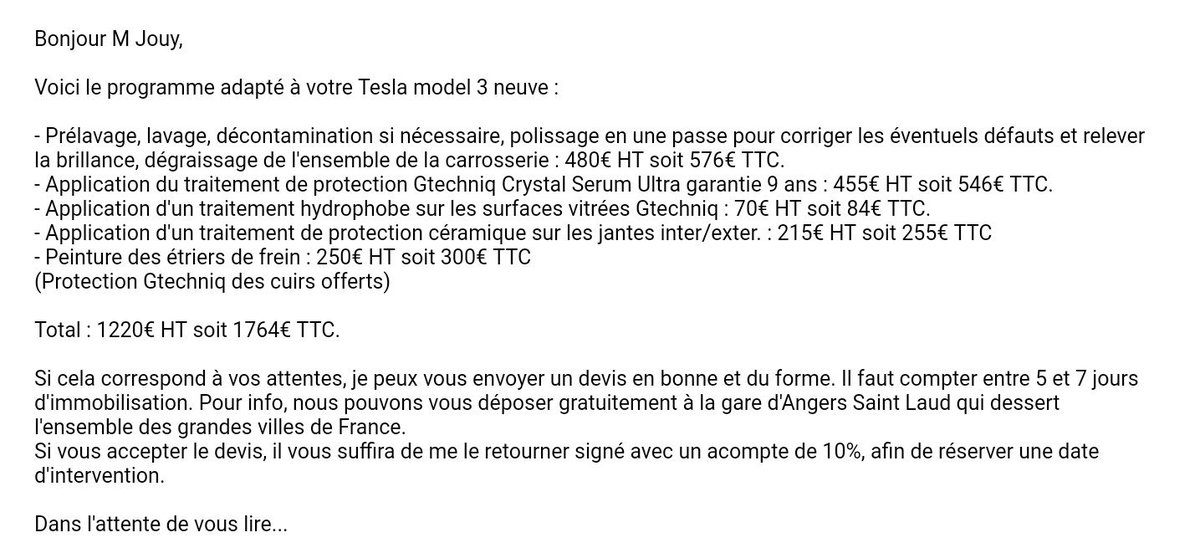 Bonjour M Jouy,
Voici le programme adapté à votre Tesla model 3 neuve :
- Prélavage, lavage, décontamination si nécessaire, polissage en une passe pour corriger les éventuels défauts et relever
la brillance, dégraissage de l'ensemble de la carrosserie : 480€ HT soit 576€ TTC.
- Application du traitement de protection Gtechniq Crystal Serum Ultra garantie 9 ans : 455€ HT soit 546€ TTC.
- Application d'un traitement hydrophobe sur les surfaces vitrées Gtechniq : 70€ HT soit 84€ TTC.
- Application d'un traitement de protection céramique sur les jantes inter/exter. : 215€ HT soit 255€ TTC
- Peinture des étriers de frein : 250€ HT soit 300€ TTC
(Protection Gtechniq des cuirs offerts)
Total : 1220€ HT soit 1764€ TTC.
Si cela correspond à vos attentes, je peux vous envoyer un devis en bonne et du forme. Il faut compter entre 5 et 7 jours
d'immobilisation. Pour info, nous pouvons vous déposer gratuitement à la gare d'Angers Saint Laud qui dessert
l'ensemble des grandes villes de France.
Si vous accepter le devis, il vous suffira de me le retourner signé avec un acompte de 10%, afin de réserver une date
d'intervention.
Dans l'attente de vous lire...